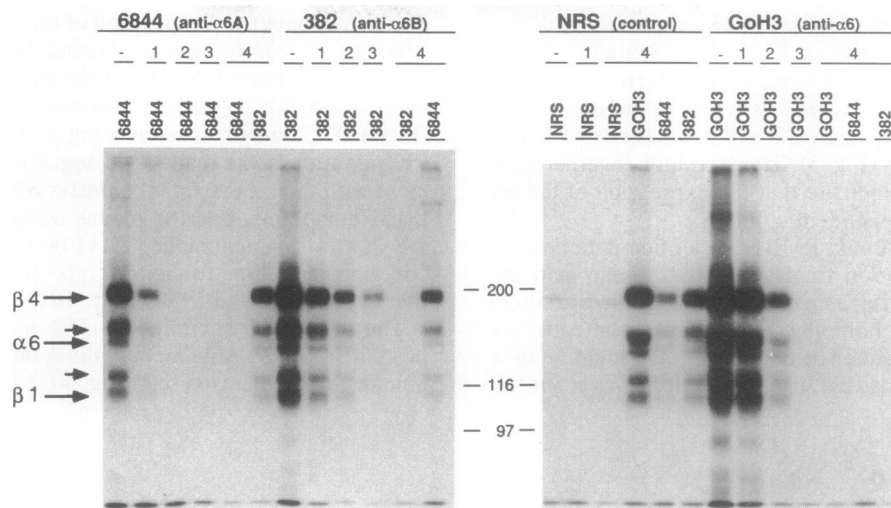 6844 (anti-α6A) 382 (anti-α6B) NRS (control) GoH3 (anti-α6)
- 1 2 3 4 - 1 2 3 4 - 1 4 - 1 2 3 4
6844 6844 6844 6844 6844 382 382 382 382 382 382 6844 NRS NRS NRS GOH3 6844 382 GOH3 GOH3 GOH3 GOH3 GOH3 6844 382
β4
α6
β1
200
116
97